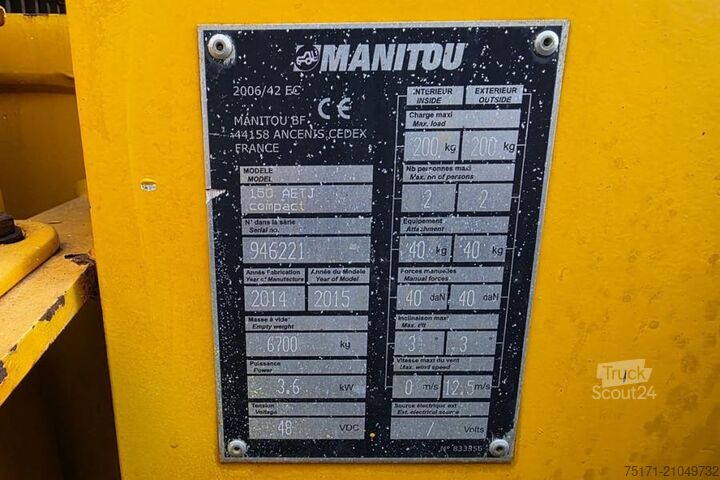 MANITOU
2006/42 EC
CE
MANITOU BF
44158 ANCENIS CEDEX
FRANCE
MODELE
MODEL
150 AETJ
compact
N° dans la série
Serial no.
946221
Année Fabrication
Year of Manufacture
Année du Modele
Year of Model
2014
2015
Masse à vide
Empty weight
6700 kg
Puissance
Power
3.6 kW
Tension
Voltage
48 VDC
INTERIEUR EXTERIEUR
INSIDE OUTSIDE
Charge maxi
Max. load
200 kg 200 kg
Nb personnes maxi
Max. nn of persons
2 2
Equipement
Attachment
40 kg 40 kg
Forces manuelles
Manual forces
40 daN 40 daN
Inclinaison max
Max. tilt
3° 3°
Vitesse maxi du vent
Max. wind speed
0 m/s 12.5 m/s
Source électrique ext
Ext. electrical source
/ Volts
N° 833356
Truck
Scout24
75171-21049732